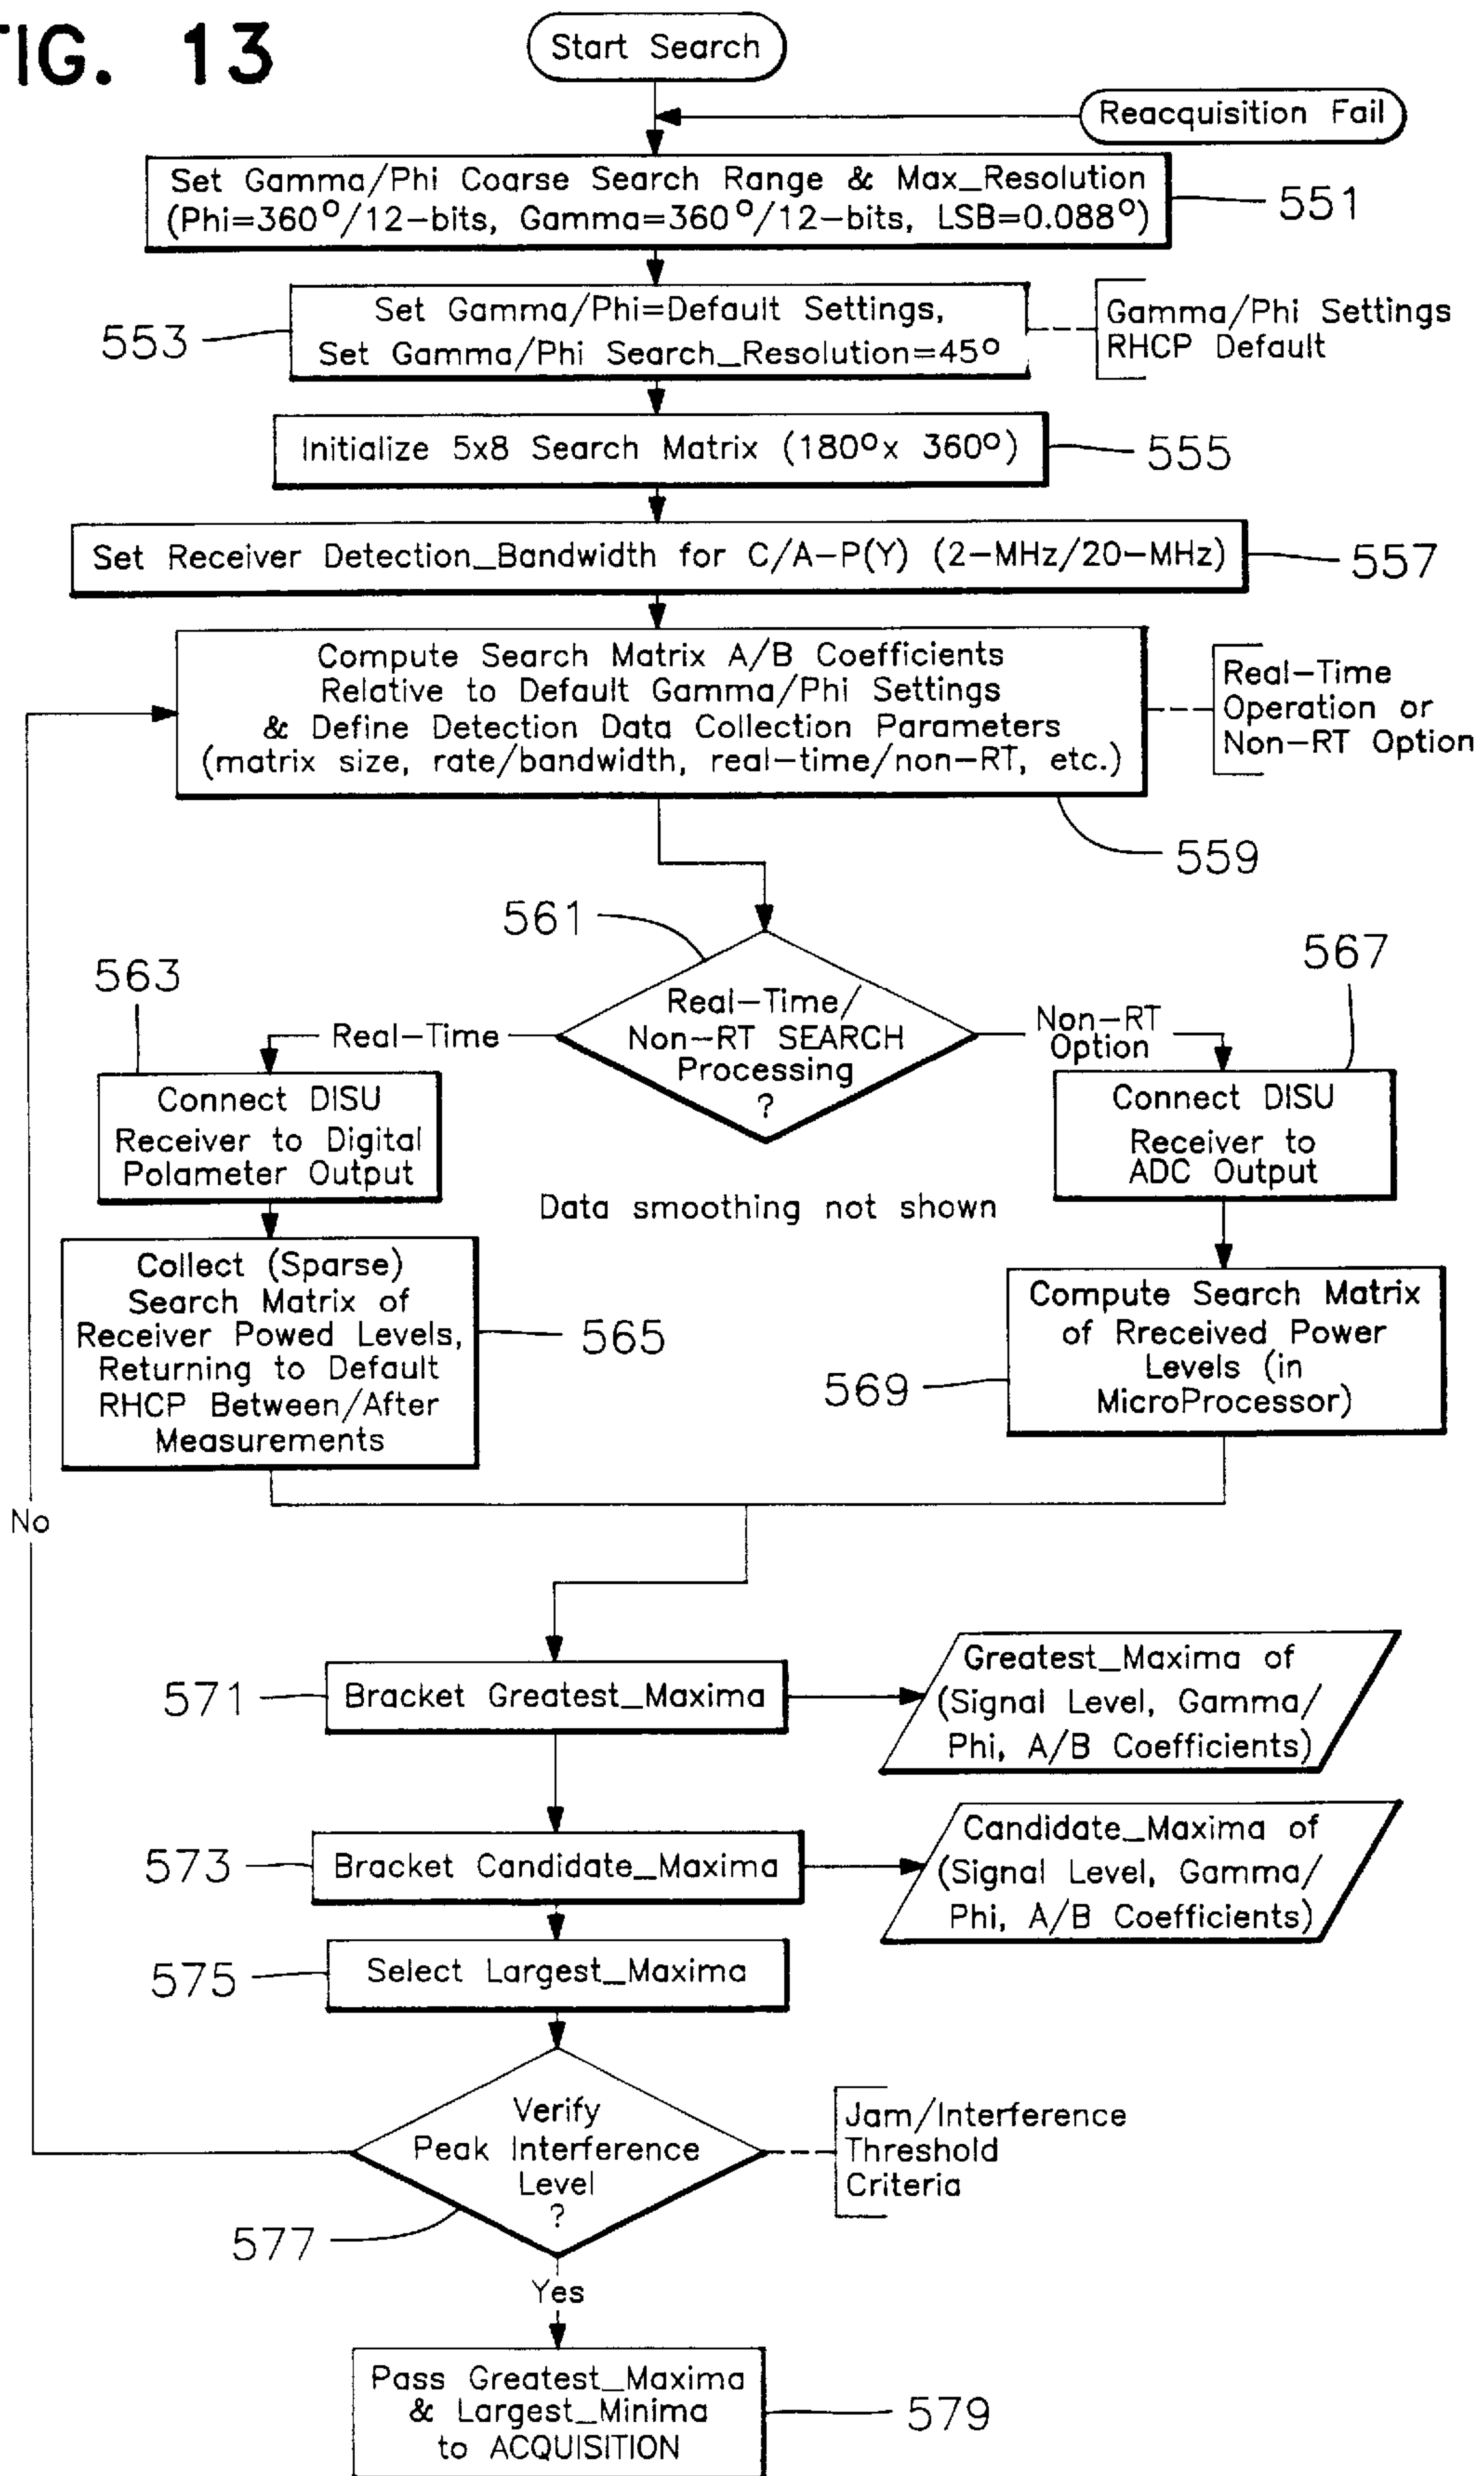 FIG. 13
Start Search
Reacquisition Fail
Set Gamma/Phi Coarse Search Range & Max_Resolution
(Phi=360°/12-bits, Gamma=360°/12-bits, LSB=0.088°)
551
Set Gamma/Phi=Default Settings,
Set Gamma/Phi Search_Resolution=45°
553
Gamma/Phi Settings
RHCP Default
Initialize 5x8 Search Matrix (180°x 360°)
555
Set Receiver Detection_Bandwidth for C/A-P(Y) (2-MHz/20-MHz)
557
Compute Search Matrix A/B Coefficients
Relative to Default Gamma/Phi Settings
& Define Detection Data Collection Parameters
(matrix size, rate/bandwidth, real-time/non-RT, etc.)
Real-Time
Operation or
Non-RT Option
559
561
Real-Time/
Non-RT SEARCH
Processing
?
Real-Time
Non-RT
Option
563
Connect DISU
Receiver to Digital
Polameter Output
567
Connect DISU
Receiver to
ADC Output
Data smoothing not shown
Collect (Sparse)
Search Matrix of
Receiver Powed Levels,
Returning to Default
RHCP Between/After
Measurements
565
Compute Search Matrix
of Rreceived Power
Levels (in
MicroProcessor)
569
No
571
Bracket Greatest_Maxima
Greatest_Maxima of
(Signal Level, Gamma/
Phi, A/B Coefficients)
573
Bracket Candidate_Maxima
Candidate_Maxima of
(Signal Level, Gamma/
Phi, A/B Coefficients)
575
Select Largest_Maxima
Verify
Peak Interference
Level
?
577
Jam/Interference
Threshold
Criteria
Yes
Pass Greatest_Maxima
& Largest_Minima
to ACQUISITION
579